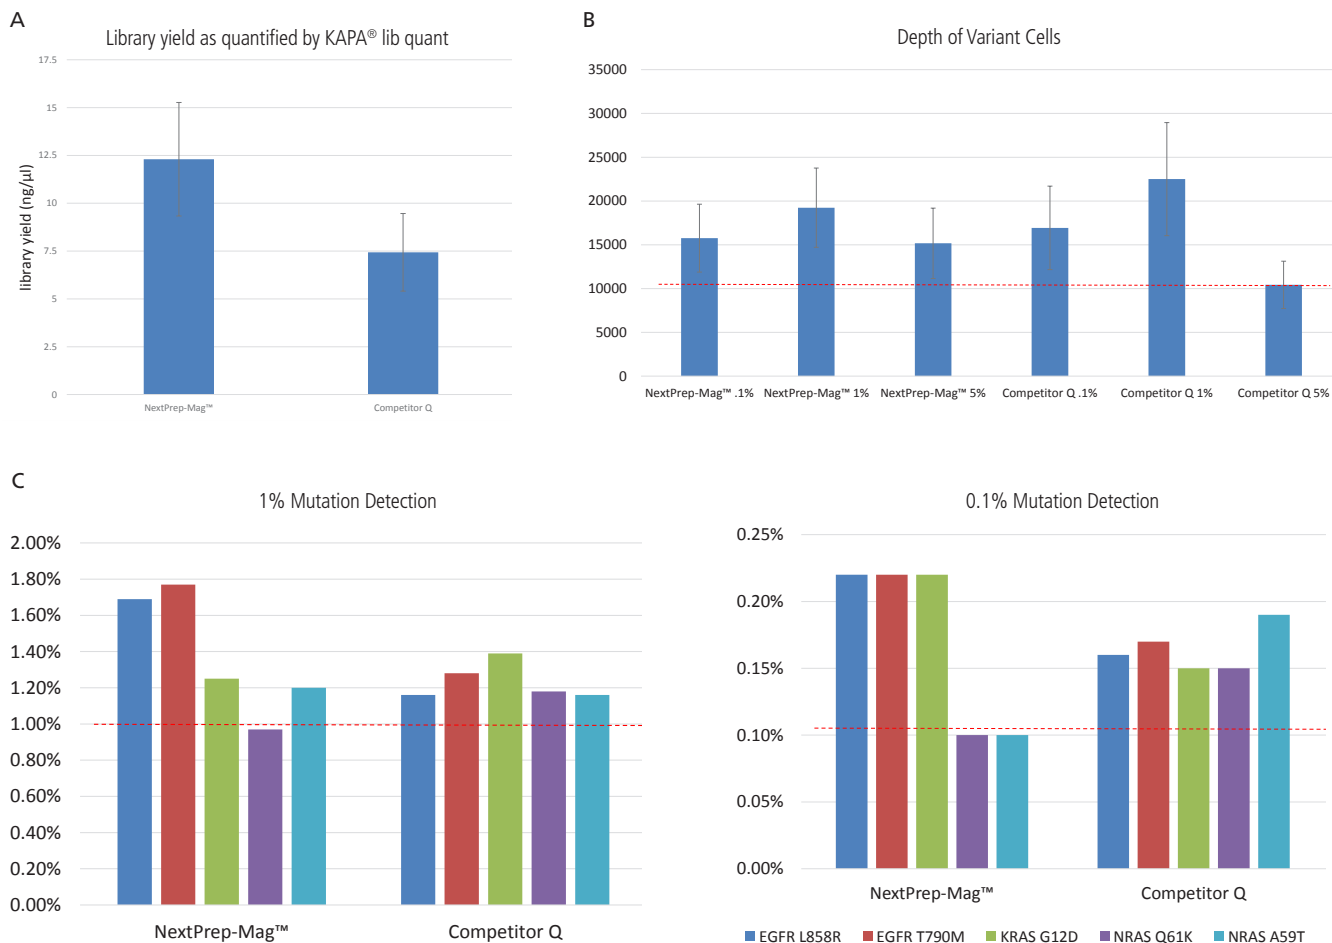 A
Library yield as quantified by KAPA® lib quant
17.5
15
12.5
10
7.5
5
2.5
0
library yield (ng/µl)
NextPrep-Mag™
Competitor Q
B
Depth of Variant Cells
35000
30000
25000
20000
15000
10000
5000
0
NextPrep-Mag™ .1%
NextPrep-Mag™ 1%
NextPrep-Mag™ 5%
Competitor Q .1%
Competitor Q 1%
Competitor Q 5%
C
1% Mutation Detection
2.00%
1.80%
1.60%
1.40%
1.20%
1.00%
0.80%
0.60%
0.40%
0.20%
0.00%
NextPrep-Mag™
Competitor Q
0.1% Mutation Detection
0.25%
0.20%
0.15%
0.10%
0.05%
0.00%
NextPrep-Mag™
Competitor Q
EGFR L858R
EGFR T790M
KRAS G12D
NRAS Q61K
NRAS A59T